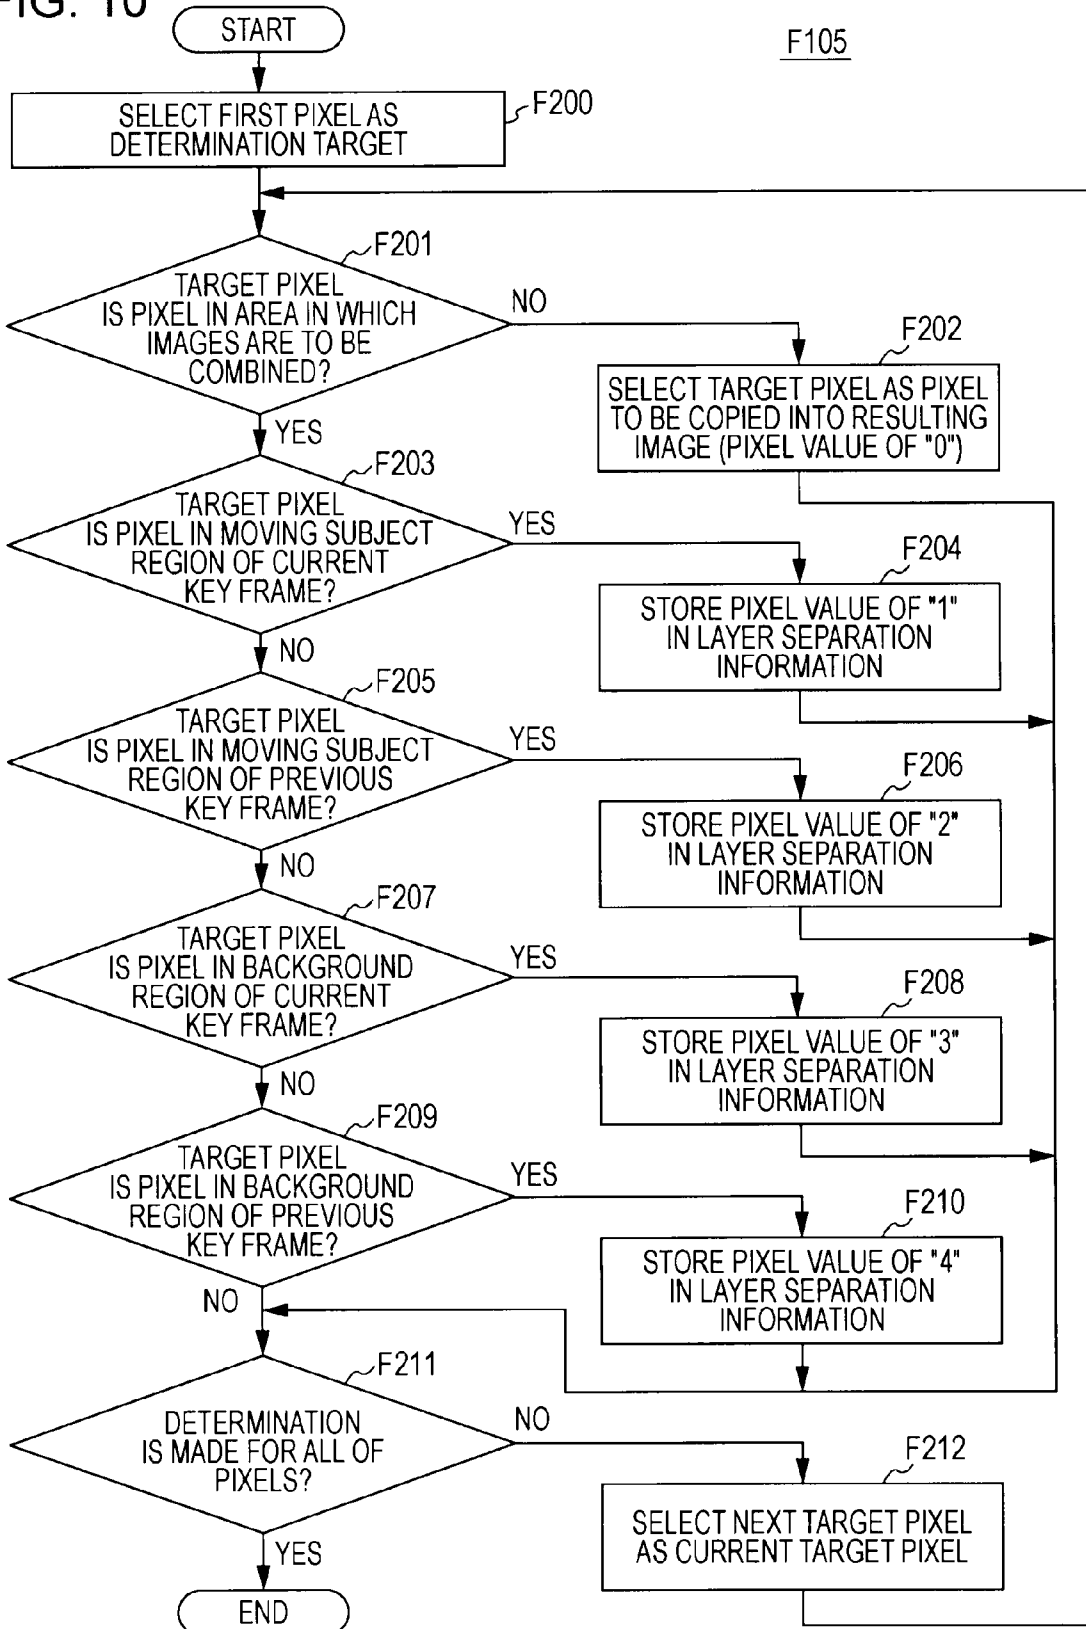 FIG. 10
START
F105
SELECT FIRST PIXEL AS
DETERMINATION TARGET
F200
F201
TARGET PIXEL
IS PIXEL IN AREA IN WHICH
IMAGES ARE TO BE
COMBINED?
NO
YES
F202
SELECT TARGET PIXEL AS PIXEL
TO BE COPIED INTO RESULTING
IMAGE (PIXEL VALUE OF "0")
F203
TARGET PIXEL
IS PIXEL IN MOVING SUBJECT
REGION OF CURRENT
KEY FRAME?
YES
NO
F204
STORE PIXEL VALUE OF "1"
IN LAYER SEPARATION
INFORMATION
F205
TARGET PIXEL
IS PIXEL IN MOVING SUBJECT
REGION OF PREVIOUS
KEY FRAME?
YES
NO
F206
STORE PIXEL VALUE OF "2"
IN LAYER SEPARATION
INFORMATION
F207
TARGET PIXEL
IS PIXEL IN BACKGROUND
REGION OF CURRENT
KEY FRAME?
YES
NO
F208
STORE PIXEL VALUE OF "3"
IN LAYER SEPARATION
INFORMATION
F209
TARGET PIXEL
IS PIXEL IN BACKGROUND
REGION OF PREVIOUS
KEY FRAME?
YES
NO
F210
STORE PIXEL VALUE OF "4"
IN LAYER SEPARATION
INFORMATION
F211
DETERMINATION
IS MADE FOR ALL OF
PIXELS?
NO
YES
F212
SELECT NEXT TARGET PIXEL
AS CURRENT TARGET PIXEL
END